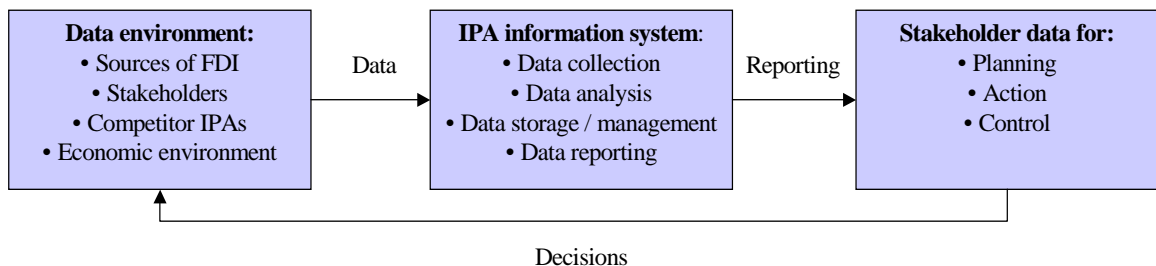 Data environment:
• Sources of FDI
• Stakeholders
• Competitor IPAs
• Economic environment
Data
IPA information system:
• Data collection
• Data analysis
• Data storage / management
• Data reporting
Reporting
Stakeholder data for:
• Planning
• Action
• Control
Decisions